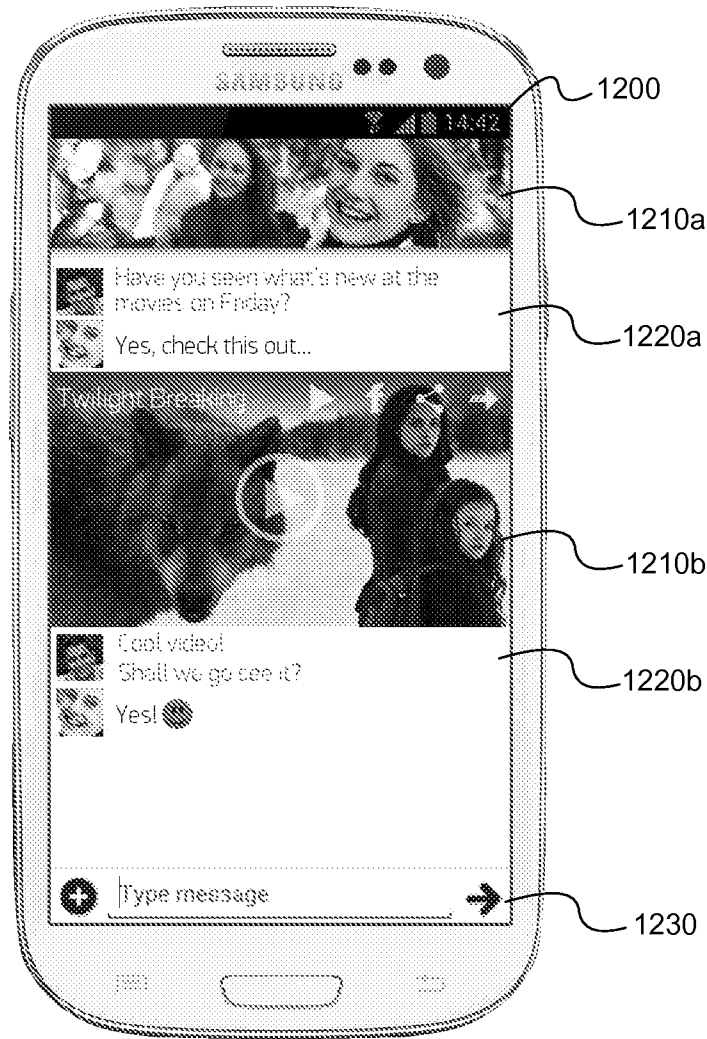 SAMSUNG
14:42
1200
1210a
Have you seen what's new at the
movies on Friday?
1220a
Yes, check this out...
Twilight Breaking
f
1210b
Cool video!
Shall we go see it?
1220b
Yes!
Type message
1230